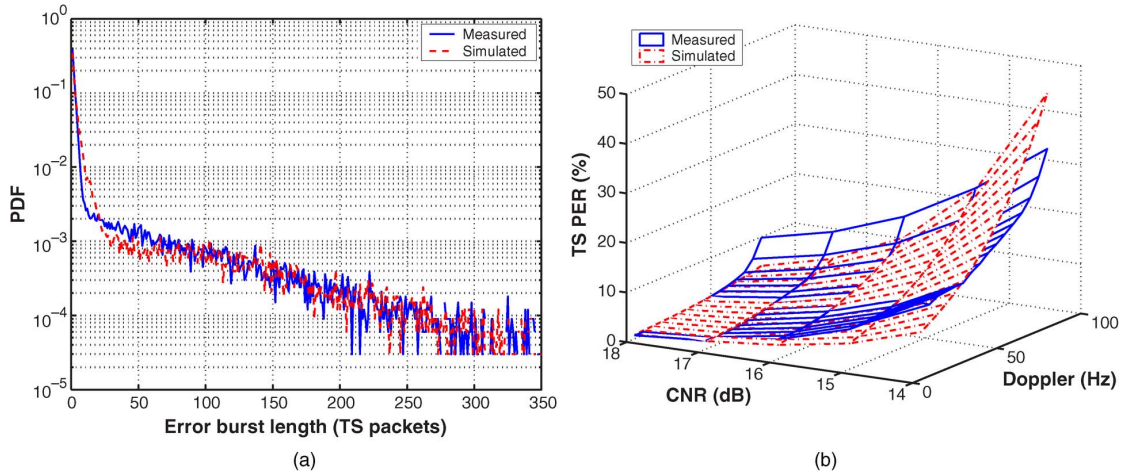 Measured
Simulated
10^0
10^-1
10^-2
10^-3
10^-4
10^-5
PDF
0 50 100 150 200 250 300 350
Error burst length (TS packets)
(a)
Measured
Simulated
50
40
30
20
10
0
TS PER (%)
18 17 16 15 14
CNR (dB)
0 50 100
Doppler (Hz)
(b)